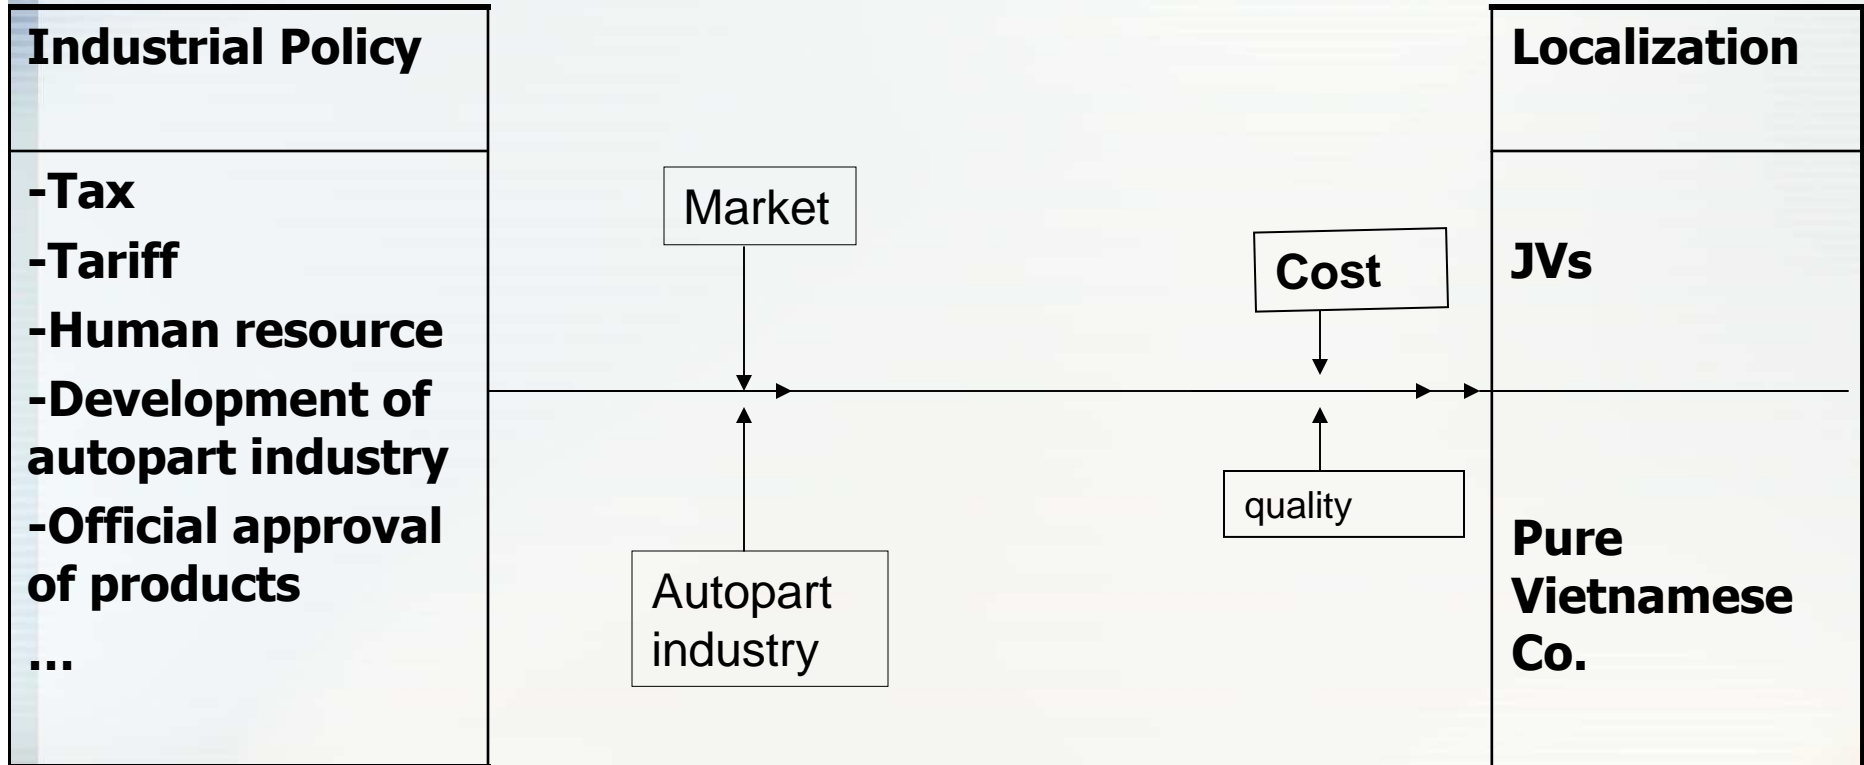 Industrial Policy
-Tax
-Tariff
-Human resource
-Development of
autopart industry
-Official approval
of products
...
Market
Autopart
industry
Cost
quality
Localization
JVs
Pure
Vietnamese
Co.